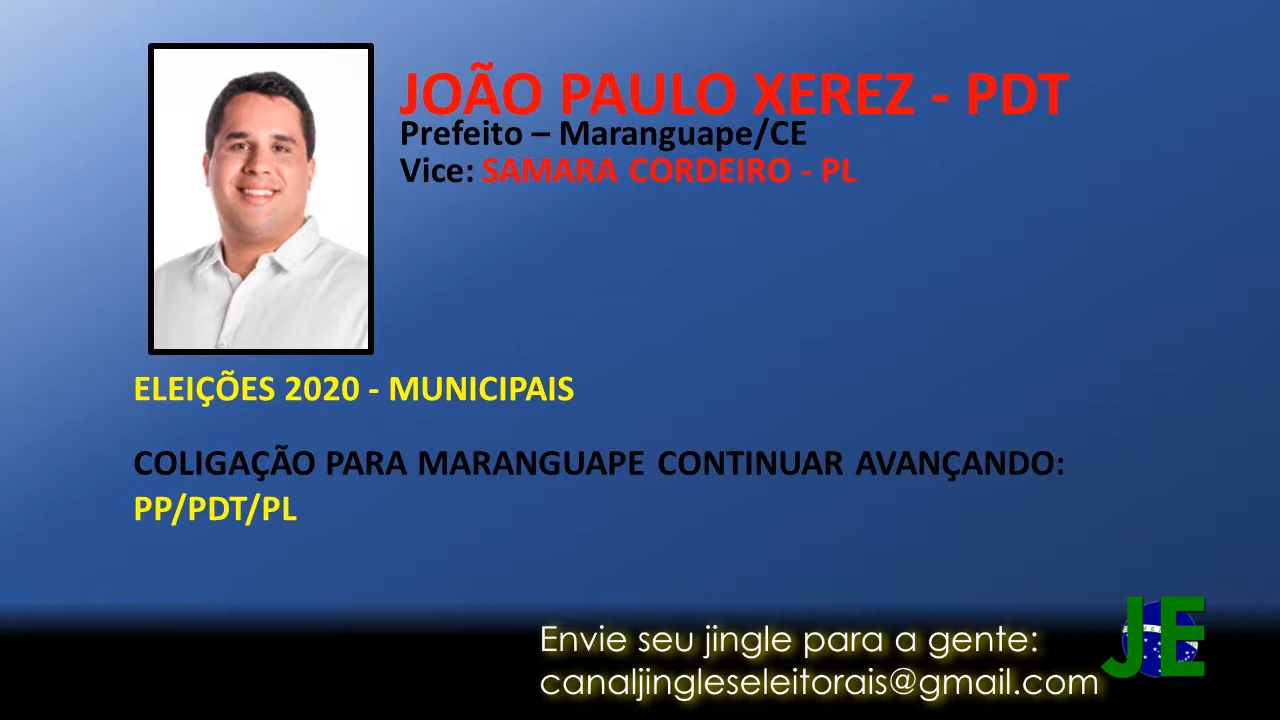 JOÃO PAULO XEREZ - PDT
Prefeito – Maranguape/CE
Vice: SAMARA CORDEIRO - PL
ELEIÇÕES 2020 - MUNICIPAIS
COLIGAÇÃO PARA MARANGUAPE CONTINUAR AVANÇANDO:
PP/PDT/PL
Envie seu jingle para a gente:
canaljingleseleitorais@gmail.com
JE